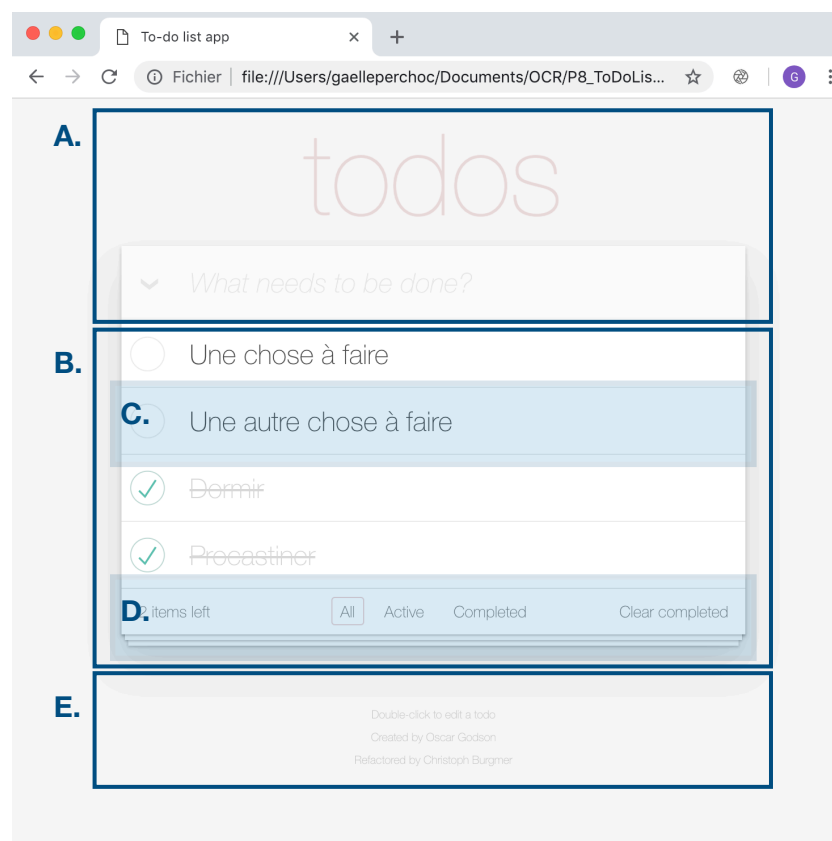 To-do list app
Fichier file:///Users/gaelleperchoc/Documents/OCR/P8_ToDoLis... G
A.
todos
What needs to be done?
B.
Une chose à faire
C.
Une autre chose à faire
Dormir
Procastiner
D.
2 items left All Active Completed Clear completed
E.
Double-click to edit a todo
Created by Oscar Godson
Refactored by Christoph Burgmer